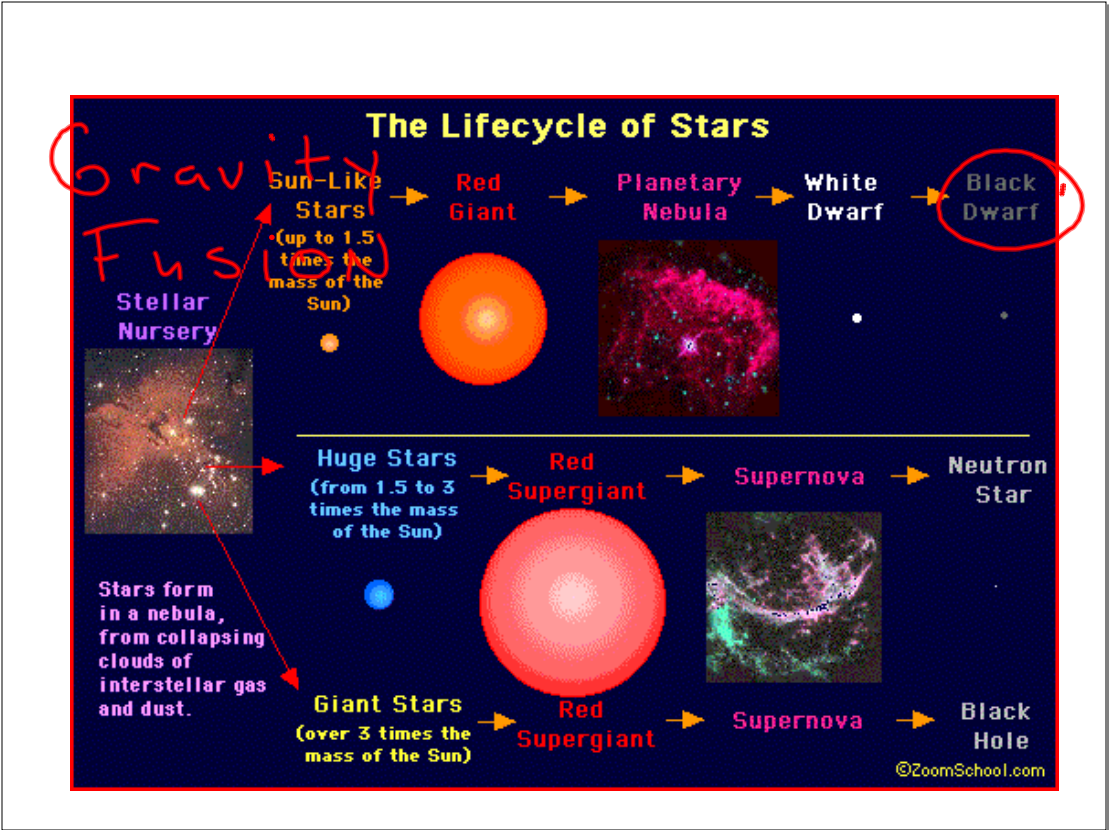 The Lifecycle of Stars
Gravity
Fusion
Sun-Like
Stars
(up to 1.5
times the
mass of the
Sun)
Red
Giant
Planetary
Nebula
White
Dwarf
Black
Dwarf
Stellar
Nursery
Huge Stars
(from 1.5 to 3
times the mass
of the Sun)
Red
Supergiant
Supernova
Neutron
Star
Stars form
in a nebula,
from collapsing
clouds of
interstellar gas
and dust.
Giant Stars
(over 3 times the
mass of the Sun)
Red
Supergiant
Supernova
Black
Hole
©ZoomSchool.com